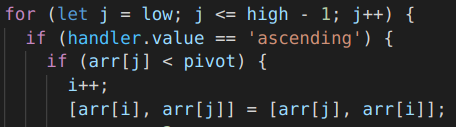 for (let j = low; j <= high - 1; j++) {
if (handler.value == 'ascending') {
if (arr[j] < pivot) {
i++;
[arr[i], arr[j]] = [arr[j], arr[i]];